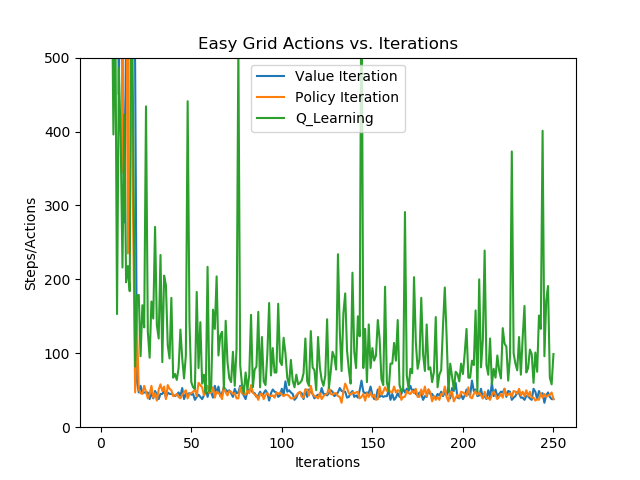 Easy Grid Actions vs. Iterations
500
400
300
200
100
0
Steps/Actions
Value Iteration
Policy Iteration
Q_Learning
0
50
100
150
200
250
Iterations